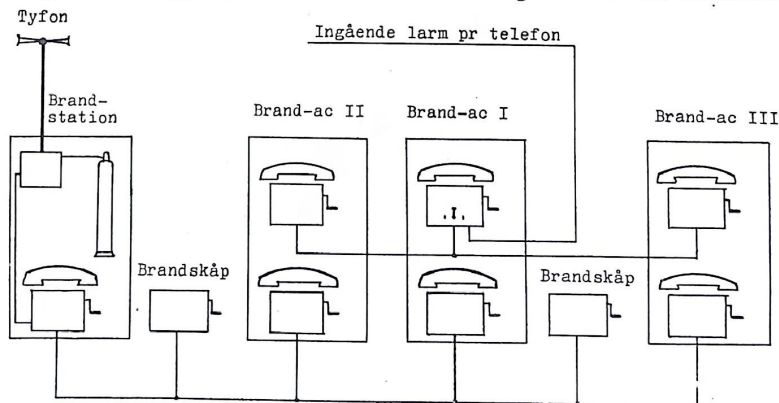 Tyfon
Ingående larm pr telefon
Brand-
station
Brand-ac II
Brand-ac I
Brand-ac III
Brandskåp
Brandskåp